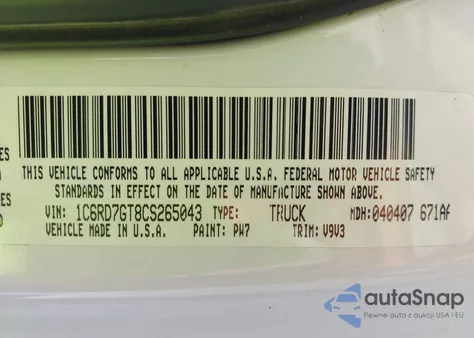 THIS VEHICLE CONFORMS TO ALL APPLICABLE U.S.A. FEDERAL MOTOR VEHICLE SAFETY
STANDARDS IN EFFECT ON THE DATE OF MANUFACTURE SHOWN ABOVE.
VIN: 1C6RD7GT8CS265043 TYPE: TRUCK MDH: 040407 671AA
VEHICLE MADE IN U.S.A. PAINT: PW7 TRIM: V9V3
ES
S
autaSnap
Pewne auta z aukcji USA i EU